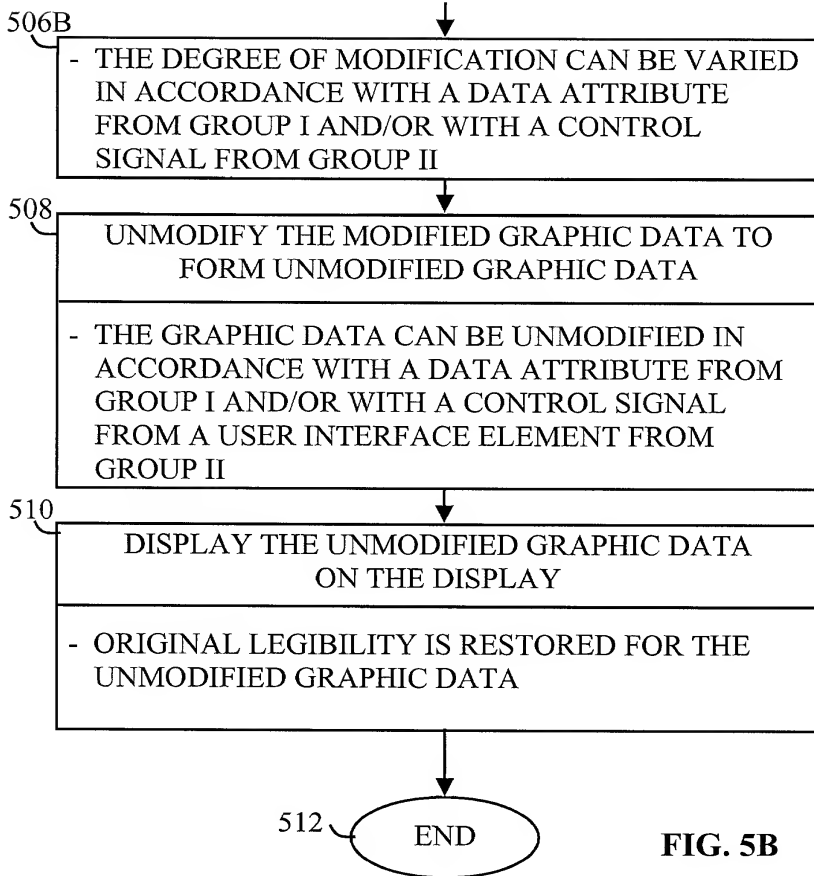 506B
- THE DEGREE OF MODIFICATION CAN BE VARIED
IN ACCORDANCE WITH A DATA ATTRIBUTE
FROM GROUP I AND/OR WITH A CONTROL
SIGNAL FROM GROUP II
508
UNMODIFY THE MODIFIED GRAPHIC DATA TO
FORM UNMODIFIED GRAPHIC DATA
- THE GRAPHIC DATA CAN BE UNMODIFIED IN
ACCORDANCE WITH A DATA ATTRIBUTE FROM
GROUP I AND/OR WITH A CONTROL SIGNAL
FROM A USER INTERFACE ELEMENT FROM
GROUP II
510
DISPLAY THE UNMODIFIED GRAPHIC DATA
ON THE DISPLAY
- ORIGINAL LEGIBILITY IS RESTORED FOR THE
UNMODIFIED GRAPHIC DATA
512
END
FIG. 5B